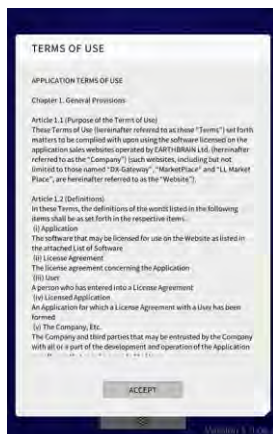 TERMS OF USE
APPLICATION TERMS OF USE
Chapter 1. General Provisions
Article 1.1 (Purpose of the Terms of Use)
These Terms of Use (hereinafter referred to as these "Terms") set forth
matters to be complied with upon using the software licensed on the
application sales websites operated by EARTHBRAIN Ltd. (hereinafter
referred to as the "Company") (such websites, including but not
limited to those named "DX-Gateway", "MarketPlace" and "LL Market
Place", are hereinafter referred to as the "Website").
Article 1.2 (Definitions)
In these Terms, the definitions of the words listed in the following
items shall be as set forth in the respective items.
(i) Application
The software that may be licensed for use on the Website as listed in
the attached List of Software
(ii) License Agreement
The license agreement concerning the Application
(iii) User
A person who has entered into a License Agreement
(iv) Licensed Application
An Application for which a License Agreement with a User has been
formed
(v) The Company, Etc.
The Company and third parties that may be entrusted by the Company
with all or a part of the development and operation of the Application
ACCEPT
Version